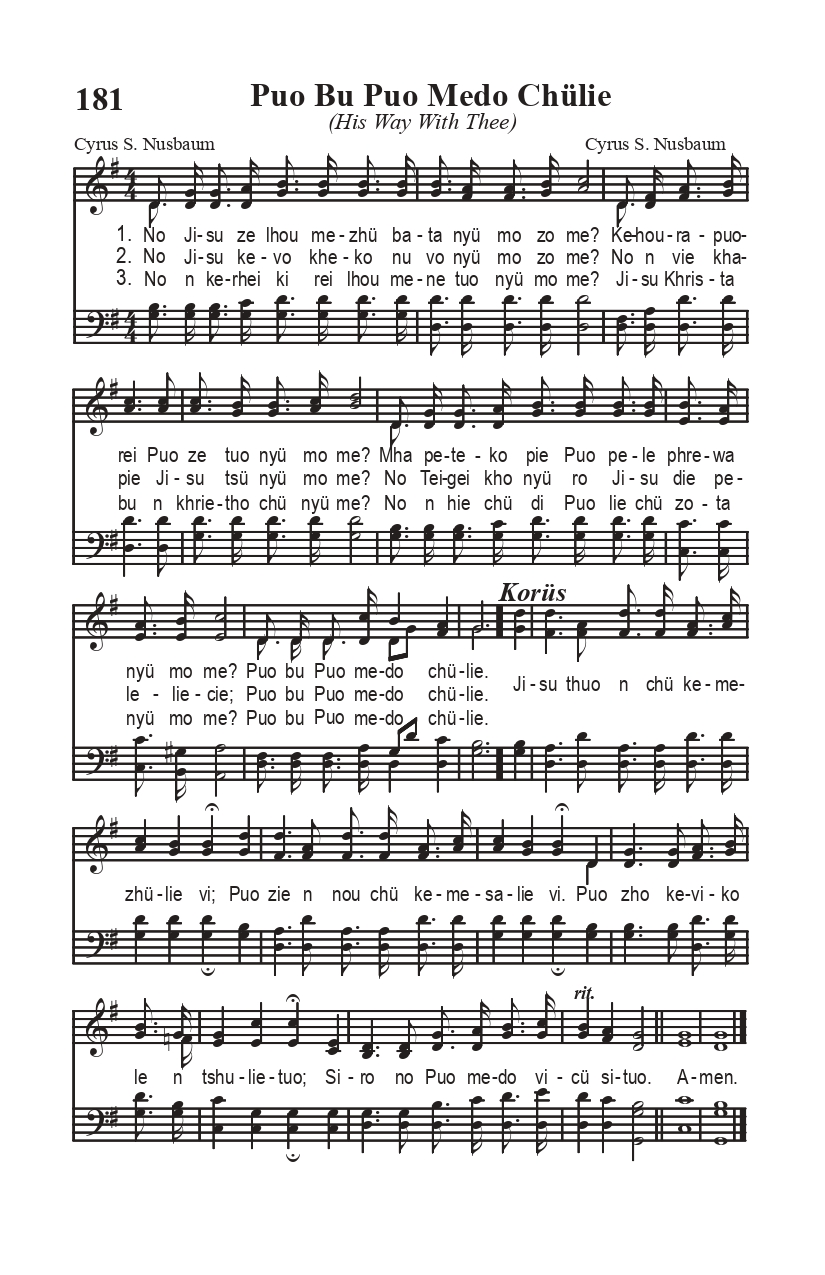 181
Puo Bu Puo Medo Chülie
(His Way With Thee)
Cyrus S. Nusbaum
Cyrus S. Nusbaum
1. No Ji-su ze lhou me-zhü ba-ta nyü mo zo me? Ke-hou-ra-puo-
2. No Ji-su ke-vo khe-ko nu vo nyü mo zo me? No n vie kha-
3. No n ke-rhei ki rei lhou me-ne tuo nyü mo me? Ji-su Khris-ta
rei Puo ze tuo nyü mo me? Mha pe-te-ko pie Puo pe-le phre-wa
pie Ji-su tsü nyü mo me? No Tei-gei kho nyü ro Ji-su die pe-
bu n khrie-tho chü nyü me? No n hie chü di Puo lie chü zo-ta
Korüs
nyü mo me? Puo bu Puo me-do chü-lie.
le-lie-cie; Puo bu Puo me-do chü-lie.
nyü mo me? Puo bu Puo me-do chü-lie.
Ji-su thuo n chü ke-me-
zhü-lie vi; Puo zie n nou chü ke-me-sa-lie vi. Puo zho ke-vi-ko
rit.
le n tshu-lie-tuo; Si-ro no Puo me-do vi-cü si-tuo. A-men.